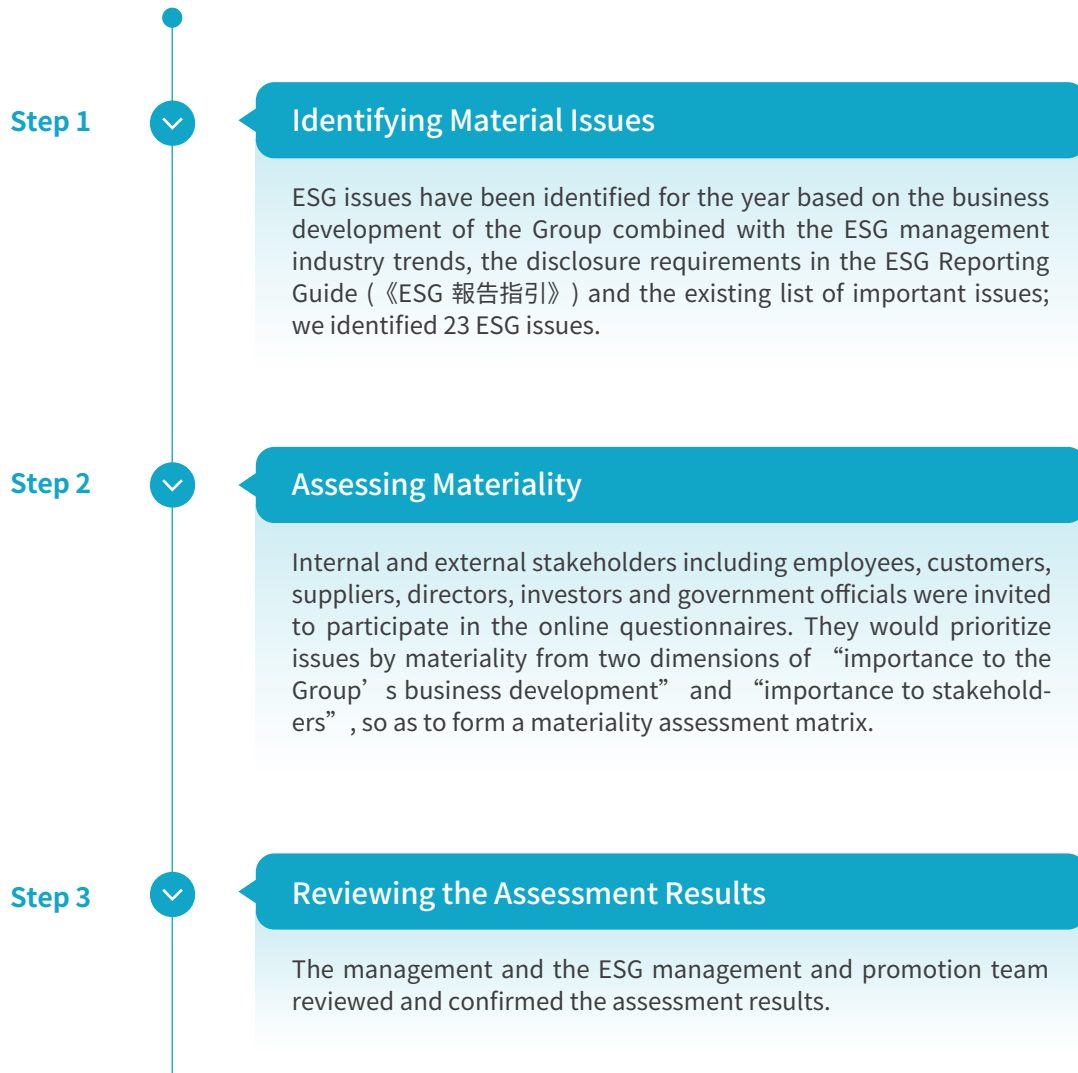 Step 1
Identifying Material Issues
ESG issues have been identified for the year based on the business
development of the Group combined with the ESG management
industry trends, the disclosure requirements in the ESG Reporting
Guide (《ESG 報告指引》) and the existing list of important issues;
we identified 23 ESG issues.
Step 2
Assessing Materiality
Internal and external stakeholders including employees, customers,
suppliers, directors, investors and government officials were invited
to participate in the online questionnaires. They would prioritize
issues by materiality from two dimensions of “importance to the
Group’s business development” and “importance to stakehold-
ers”, so as to form a materiality assessment matrix.
Step 3
Reviewing the Assessment Results
The management and the ESG management and promotion team
reviewed and confirmed the assessment results.